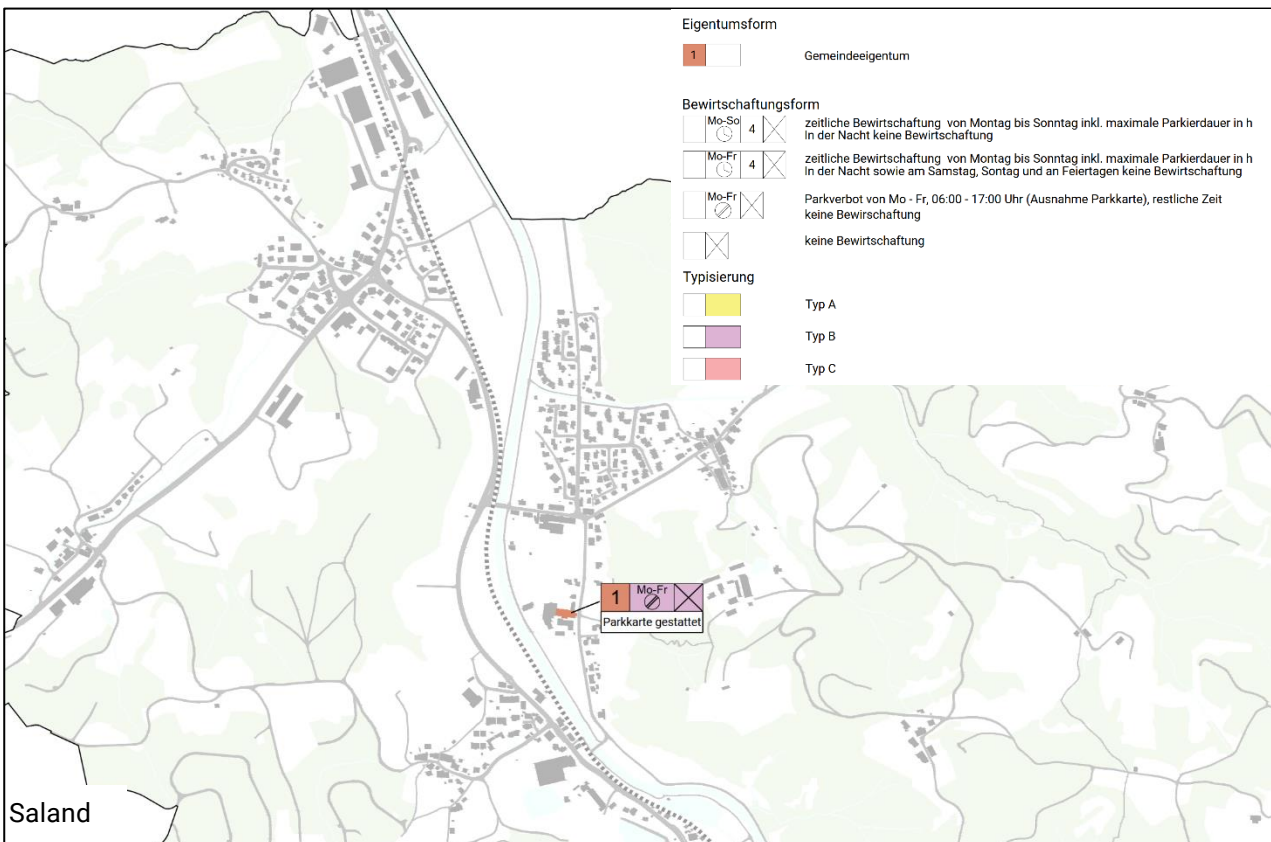 Eigentumsform
1
Gemeindeeigentum
Bewirtschaftungsform
Mo-So
4
zeitliche Bewirtschaftung von Montag bis Sonntag inkl. maximale Parkierdauer in h
In der Nacht keine Bewirtschaftung
Mo-Fr
4
zeitliche Bewirtschaftung von Montag bis Sonntag inkl. maximale Parkierdauer in h
In der Nacht sowie am Samstag, Sontag und an Feiertagen keine Bewirtschaftung
Mo-Fr
Parkverbot von Mo - Fr, 06:00 - 17:00 Uhr (Ausnahme Parkkarte), restliche Zeit
keine Bewirschaftung
keine Bewirtschaftung
Typisierung
Typ A
Typ B
Typ C
1
Mo-Fr
Parkkarte gestattet
Saland